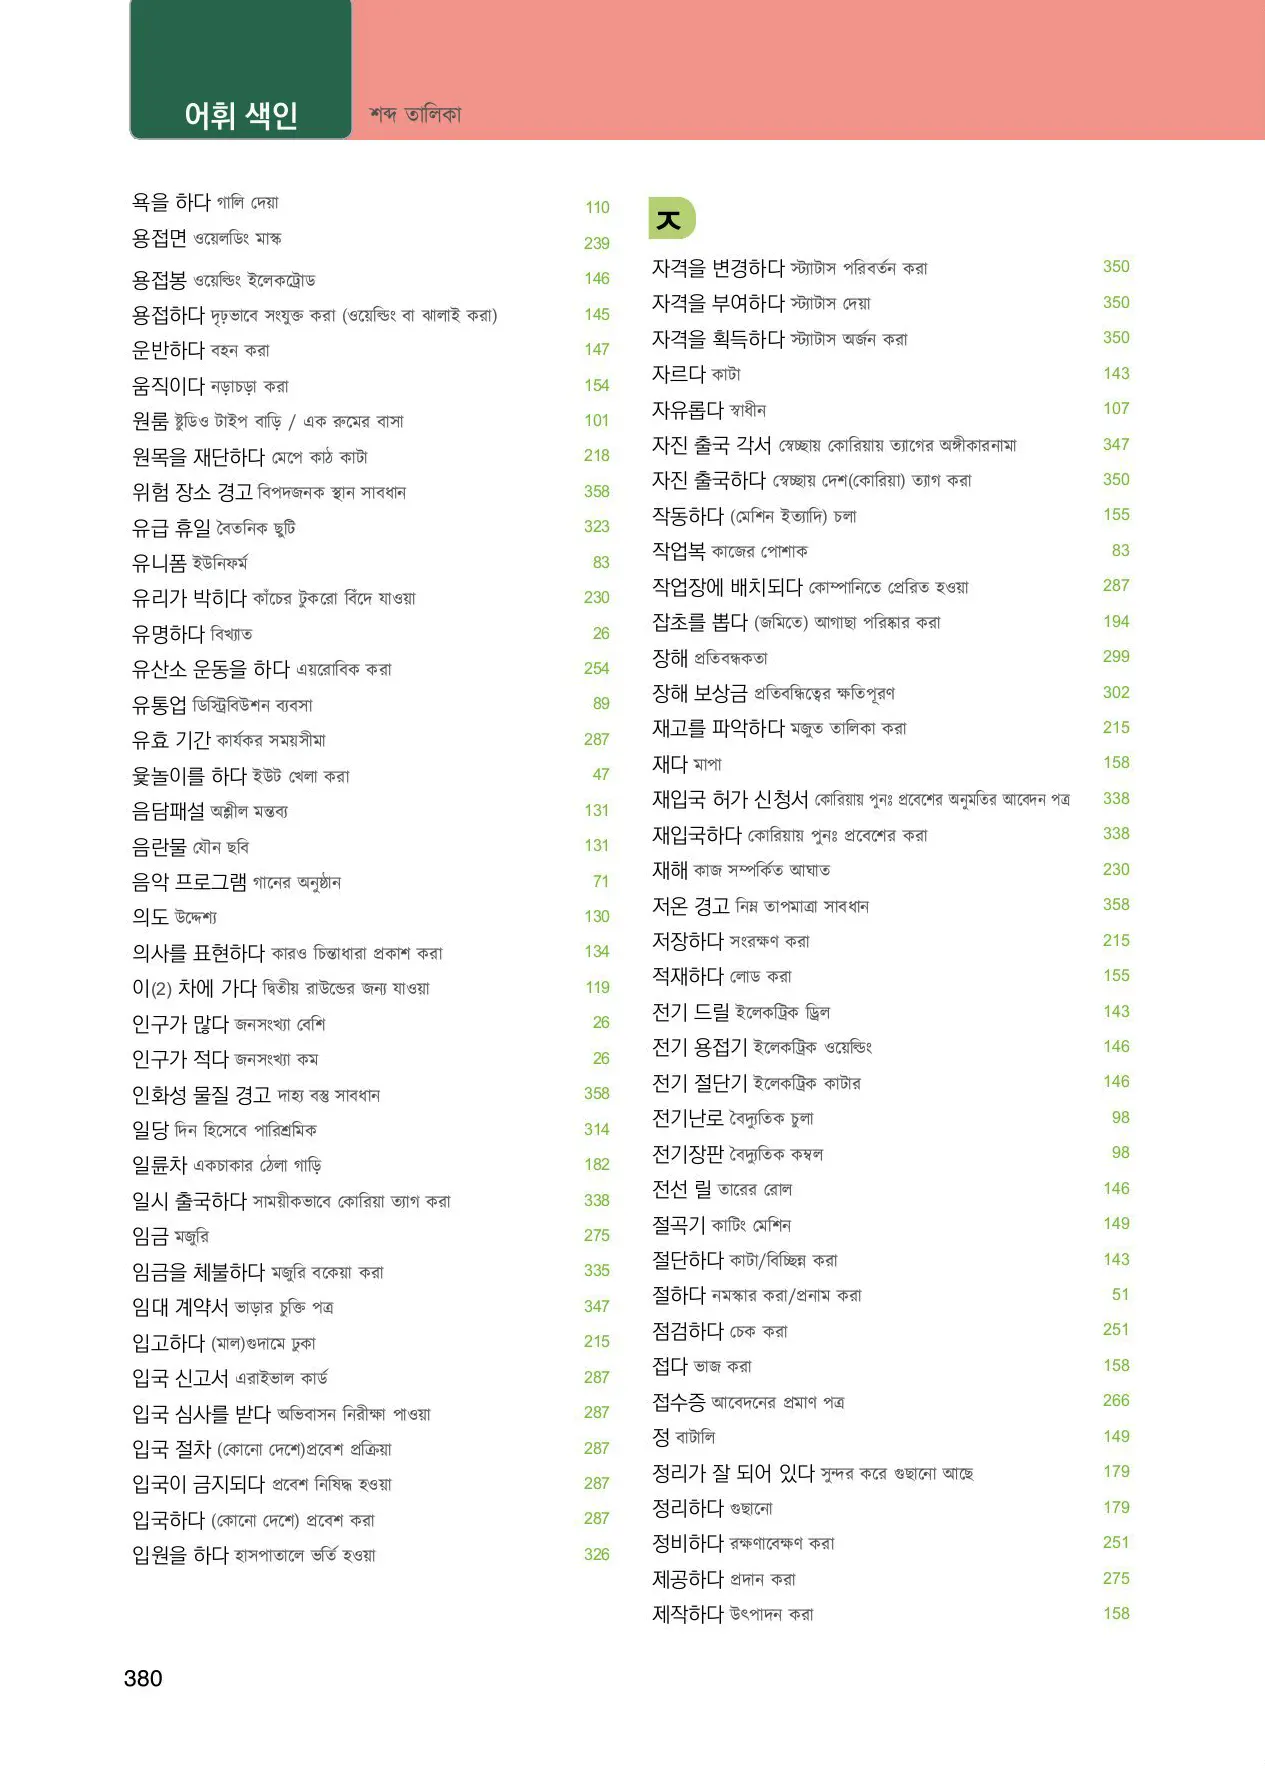 어휘 색인 শব্দ তালিকা
욕을 하다 গালি দেয়া 110
용접면 ওয়েলডিং মাস্ক 239
용접봉 ওয়েল্ডিং ইলেকট্রোড 146
용접하다 দৃঢ়ভাবে সংযুক্ত করা (ওয়েল্ডিং বা ঝালাই করা) 145
운반하다 বহন করা 147
움직이다 নড়াচড়া করা 154
원룸 ষ্টুডিও টাইপ বাড়ি / এক রুমের বাসা 101
원목을 재단하다 মেপে কাঠ কাটা 218
위험 장소 경고 বিপদজনক স্থান সাবধান 358
유급 휴일 বৈতনিক ছুটি 323
유니폼 ইউনিফর্ম 83
유리가 박히다 কাঁচের টুকরো বিঁদে যাওয়া 230
유명하다 বিখ্যাত 26
유산소 운동을 하다 এয়রোবিক করা 254
유통업 ডিস্ট্রিবিউশন ব্যবসা 89
유효 기간 কার্যকর সময়সীমা 287
윷놀이를 하다 ইউট খেলা করা 47
음담패설 অশ্লীল মন্তব্য 131
음란물 যৌন ছবি 131
음악 프로그램 গানের অনুষ্ঠান 71
의도 উদ্দেশ্য 130
의사를 표현하다 কারও চিন্তাধারা প্রকাশ করা 134
이(2) 차에 가다 দ্বিতীয় রাউন্ডের জন্য যাওয়া 119
인구가 많다 জনসংখ্যা বেশি 26
인구가 적다 জনসংখ্যা কম 26
인화성 물질 경고 দাহ্য বস্তু সাবধান 358
일당 দিন হিসেবে পারিশ্রমিক 314
일륜차 একচাকার ঠেলা গাড়ি 182
일시 출국하다 সাময়ীকভাবে কোরিয়া ত্যাগ করা 338
임금 মজুরি 275
임금을 체불하다 মজুরি বকেয়া করা 335
임대 계약서 ভাড়ার চুক্তি পত্র 347
입고하다 (মাল)গুদামে ঢুকা 215
입국 신고서 এরাইভাল কার্ড 287
입국 심사를 받다 অভিবাসন নিরীক্ষা পাওয়া 287
입국 절차 (কোনো দেশে)প্রবেশ প্রক্রিয়া 287
입국이 금지되다 প্রবেশ নিষিদ্ধ হওয়া 287
입국하다 (কোনো দেশে) প্রবেশ করা 287
입원을 하다 হাসপাতালে ভর্তি হওয়া 326
ㅈ
자격을 변경하다 স্ট্যাটাস পরিবর্তন করা 350
자격을 부여하다 স্ট্যাটাস দেয়া 350
자격을 획득하다 স্ট্যাটাস অর্জন করা 350
자르다 কাটা 143
자유롭다 স্বাধীন 107
자진 출국 각서 স্বেচ্ছায় কোরিয়ায় ত্যাগের অঙ্গীকারনামা 347
자진 출국하다 স্বেচ্ছায় দেশ(কোরিয়া) ত্যাগ করা 350
작동하다 (মেশিন ইত্যাদি) চলা 155
작업복 কাজের পোশাক 83
작업장에 배치되다 কোম্পানিতে প্রেরিত হওয়া 287
잡초를 뽑다 (জমিতে) আগাছা পরিষ্কার করা 194
장해 প্রতিবন্ধকতা 299
장해 보상금 প্রতিবন্ধিত্বের ক্ষতিপূরণ 302
재고를 파악하다 মজুত তালিকা করা 215
재다 মাপা 158
재입국 허가 신청서 কোরিয়ায় পুনঃ প্রবেশের অনুমতির আবেদন পত্র 338
재입국하다 কোরিয়ায় পুনঃ প্রবেশের করা 338
재해 কাজ সম্পর্কিত আঘাত 230
저온 경고 নিম্ন তাপমাত্রা সাবধান 358
저장하다 সংরক্ষণ করা 215
적재하다 লোড করা 155
전기 드릴 ইলেকট্রিক ড্রিল 143
전기 용접기 ইলেকট্রিক ওয়েল্ডিং 146
전기 절단기 ইলেকট্রিক কাটার 146
전기난로 বৈদ্যুতিক চুলা 98
전기장판 বৈদ্যুতিক কম্বল 98
전선 릴 তারের রোল 146
절곡기 কাটিং মেশিন 149
절단하다 কাটা/বিচ্ছিন্ন করা 143
절하다 নমস্কার করা/প্রনাম করা 51
점검하다 চেক করা 251
접다 ভাজ করা 158
접수증 আবেদনের প্রমাণ পত্র 266
정 বাটালি 149
정리가 잘 되어 있다 সুন্দর করে গুছানো আছে 179
정리하다 গুছানো 179
정비하다 রক্ষণাবেক্ষণ করা 251
제공하다 প্রদান করা 275
제작하다 উৎপাদন করা 158
380